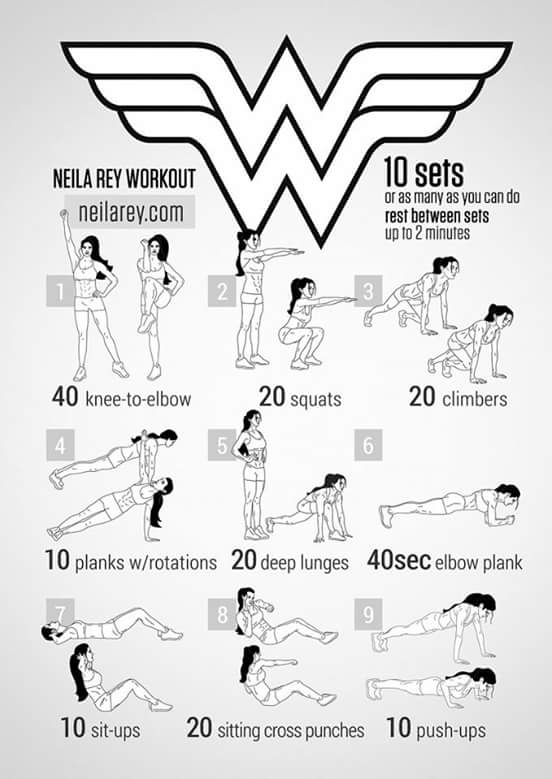 NEILA REY WORKOUT
neilarey.com
10 sets
or as many as you can do
rest between sets
up to 2 minutes
1
2
3
40 knee-to-elbow
20 squats
20 climbers
4
5
6
10 planks w/rotations
20 deep lunges
40sec elbow plank
7
8
9
10 sit-ups
20 sitting cross punches
10 push-ups